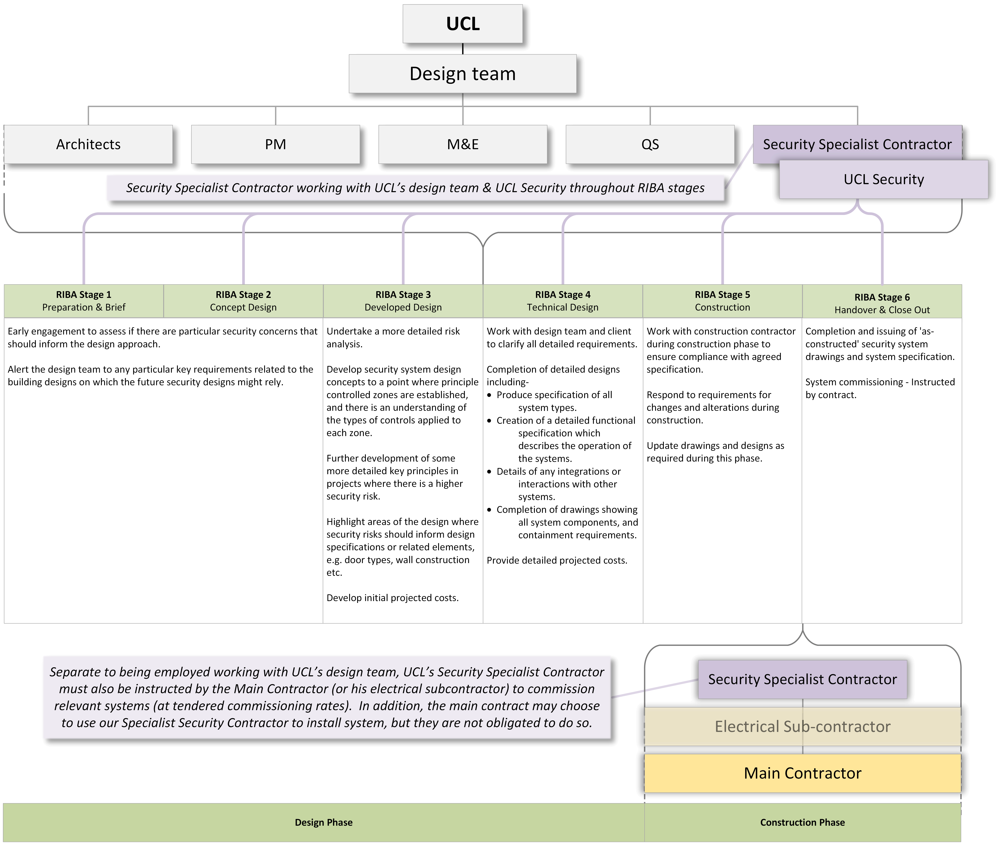 UCL
Design team
Architects
PM
M&E
QS
Security Specialist Contractor
UCL Security
Security Specialist Contractor working with UCL’s design team & UCL Security throughout RIBA stages
RIBA Stage 1
Preparation & Brief
RIBA Stage 2
Concept Design
RIBA Stage 3
Developed Design
RIBA Stage 4
Technical Design
RIBA Stage 5
Construction
RIBA Stage 6
Handover & Close Out
Early engagement to assess if there are particular security concerns that
should inform the design approach.
Alert the design team to any particular key requirements related to the
building designs on which the future security designs might rely.
Undertake a more detailed risk
analysis.
Develop security system design
concepts to a point where principle
controlled zones are established,
and there is an understanding of
the types of controls applied to
each zone.
Further development of some
more detailed key principles in
projects where there is a higher
security risk.
Highlight areas of the design where
security risks should inform design
specifications or related elements,
e.g. door types, wall construction
etc.
Develop initial projected costs.
Work with design team and client
to clarify all detailed requirements.
Completion of detailed designs
including-
• Produce specification of all
system types.
• Creation of a detailed functional
specification which
describes the operation of
the systems.
• Details of any integrations or
interactions with other
systems.
• Completion of drawings showing
all system components, and
containment requirements.
Provide detailed projected costs.
Work with construction contractor
during construction phase to
ensure compliance with agreed
specification.
Respond to requirements for
changes and alterations during
construction.
Update drawings and designs as
required during this phase.
Completion and issuing of 'as-
constructed' security system
drawings and system specification.
System commissioning - Instructed
by contract.
Separate to being employed working with UCL’s design team, UCL’s Security Specialist Contractor
must also be instructed by the Main Contractor (or his electrical subcontractor) to commission
relevant systems (at tendered commissioning rates).  In addition, the main contract may choose
to use our Specialist Security Contractor to install system, but they are not obligated to do so.
Security Specialist Contractor
Electrical Sub-contractor
Main Contractor
Design Phase
Construction Phase